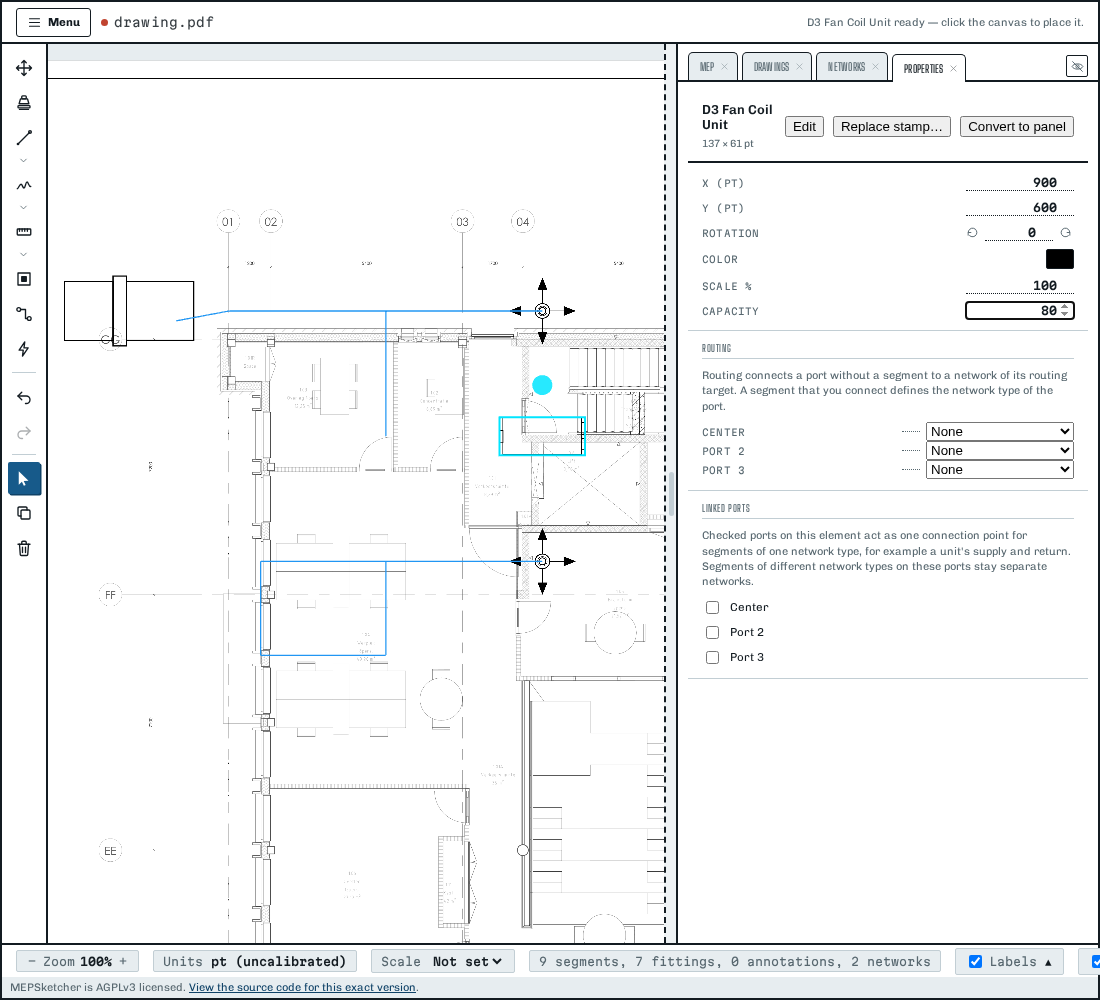 Menu
drawing.pdf
D3 Fan Coil Unit ready — click the canvas to place it.
MEP
DRAWINGS
NETWORKS
PROPERTIES
D3 Fan Coil
Unit
137 × 61 pt
Edit
Replace stamp...
Convert to panel
X (PT)
900
Y (PT)
600
ROTATION
0
COLOR
SCALE %
100
CAPACITY
80
ROUTING
Routing connects a port without a segment to a network of its routing
target. A segment that you connect defines the network type of the
port.
CENTER
None
PORT 2
None
PORT 3
None
LINKED PORTS
Checked ports on this element act as one connection point for
segments of one network type, for example a unit's supply and return.
Segments of different network types on these ports stay separate
networks.
Center
Port 2
Port 3
01
02
03
04
GG
FF
EE
− Zoom 100% +
Units pt (uncalibrated)
Scale Not set
9 segments, 7 fittings, 0 annotations, 2 networks
Labels ▲
MEPSketcher is AGPLv3 licensed. View the source code for this exact version.